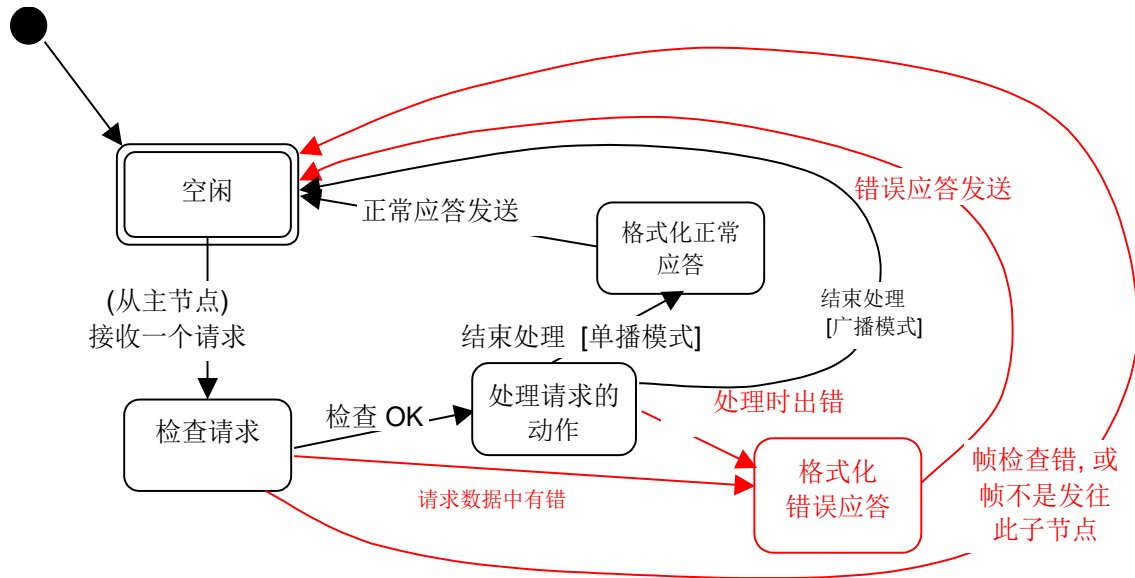 空闲
正常应答发送
错误应答发送
格式化正常
应答
(从主节点)
接收一个请求
结束处理 [单播模式]
结束处理
[广播模式]
检查请求
检查 OK
处理请求的
动作
处理时出错
请求数据中有错
格式化
错误应答
帧检查错, 或
帧不是发往
此子节点